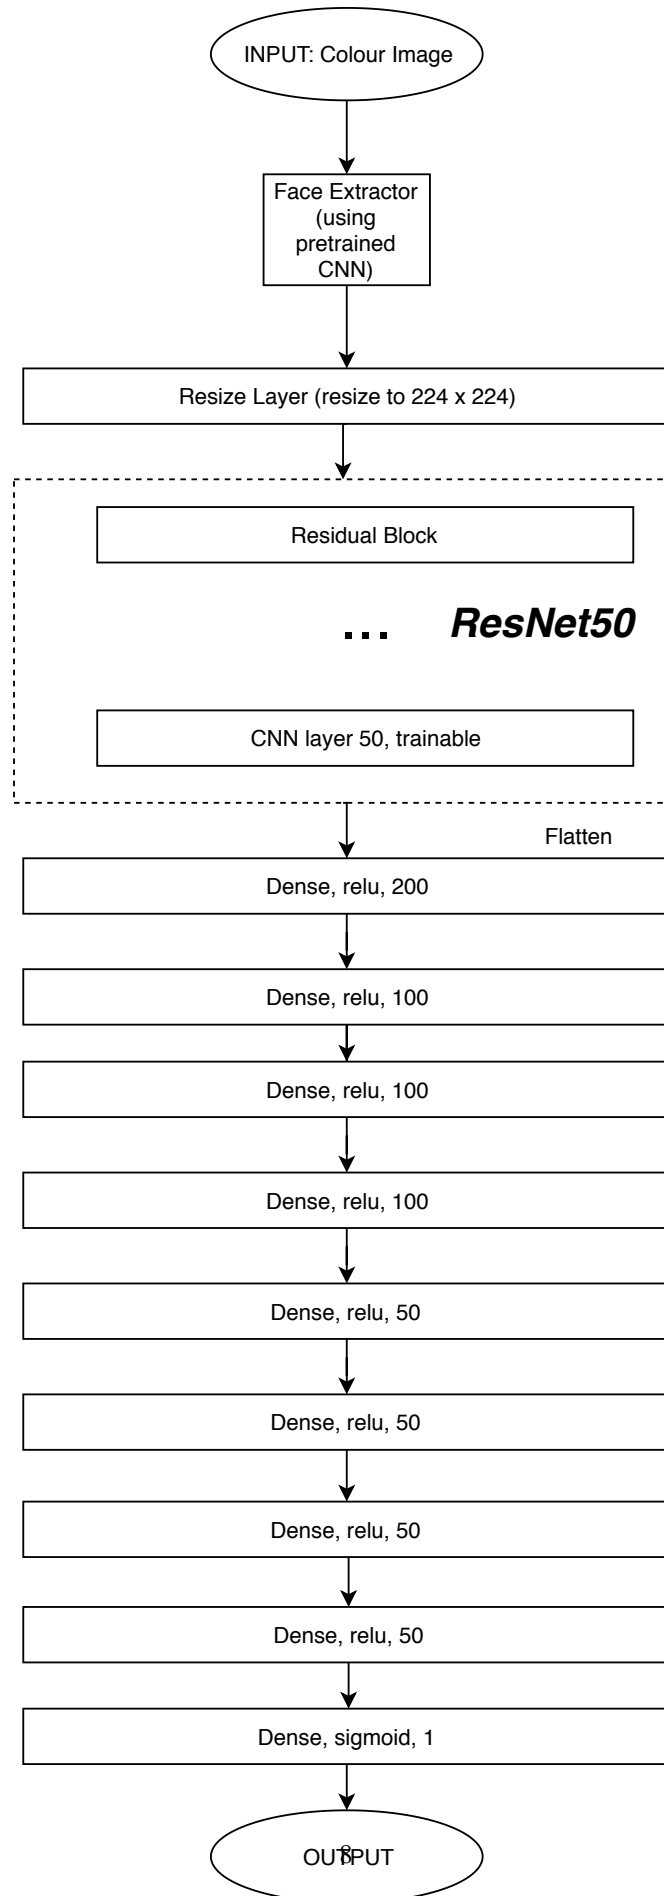 INPUT: Colour Image
Face Extractor
(using
pretrained
CNN)
Resize Layer (resize to 224 x 224)
Residual Block
... ResNet50
CNN layer 50, trainable
Flatten
Dense, relu, 200
Dense, relu, 100
Dense, relu, 100
Dense, relu, 100
Dense, relu, 50
Dense, relu, 50
Dense, relu, 50
Dense, relu, 50
Dense, sigmoid, 1
OUTPUT
8